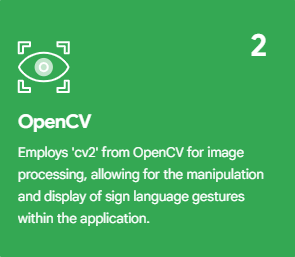 2
OpenCV
Employs 'cv2' from OpenCV for image
processing, allowing for the manipulation
and display of sign language gestures
within the application.